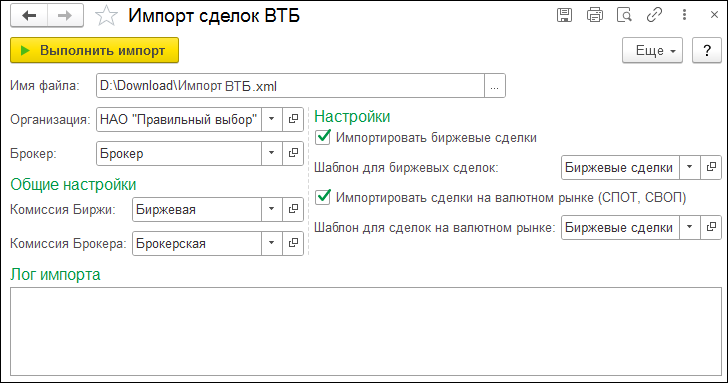 Импорт сделок ВТБ
Выполнить импорт
Еще
?
Имя файла: D:\Download\Импорт ВТБ.xml ...
Организация: НАО "Правильный выбор"
Брокер: Брокер
Общие настройки
Комиссия Биржи: Биржевая
Комиссия Брокера: Брокерская
Настройки
Импортировать биржевые сделки
Шаблон для биржевых сделок: Биржевые сделки
Импортировать сделки на валютном рынке (СПОТ, СВОП)
Шаблон для сделок на валютном рынке: Биржевые сделки
Лог импорта